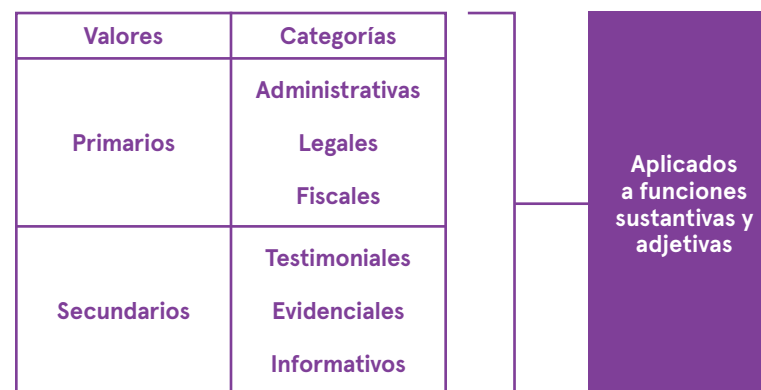 Valores
Categorías
Primarios
Administrativas
Legales
Fiscales
Secundarios
Testimoniales
Evidenciales
Informativos
Aplicados
a funciones
sustantivas y
adjetivas